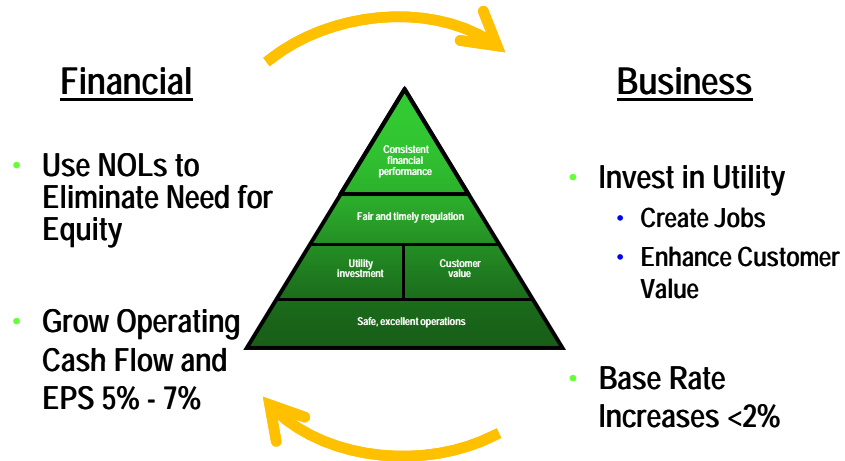 Financial
• Use NOLs to
Eliminate Need for
Equity
• Grow Operating
Cash Flow and
EPS 5% - 7%
Consistent
financial
performance
Fair and timely regulation
Utility
investment
Customer
value
Safe, excellent operations
Business
• Invest in Utility
• Create Jobs
• Enhance Customer
Value
• Base Rate
Increases <2%